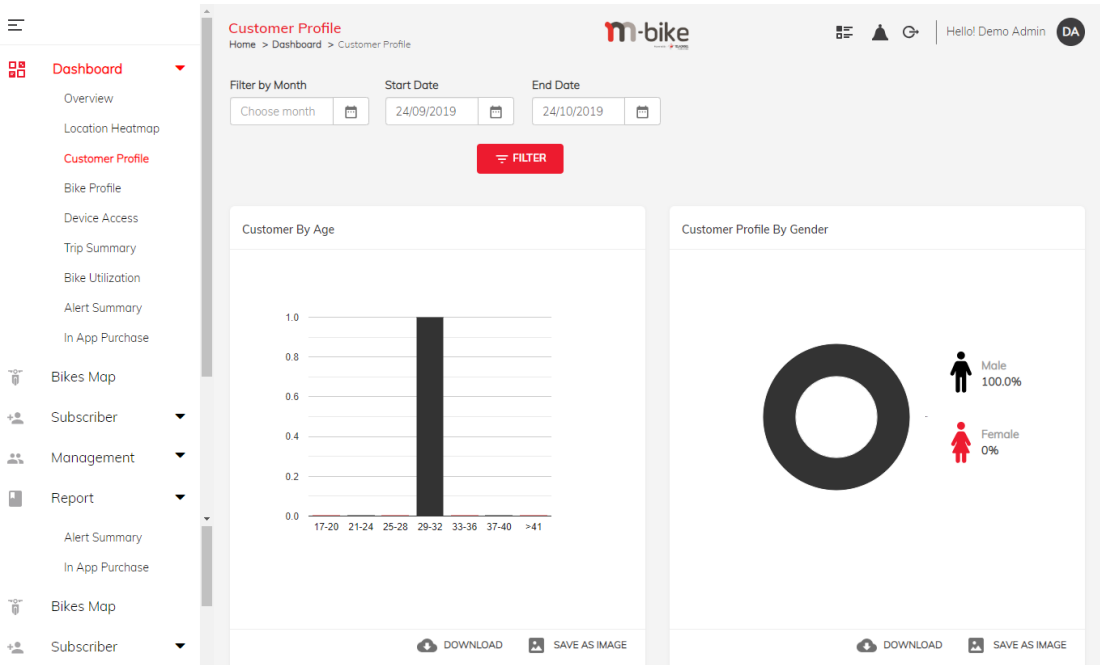 Customer Profile
Home > Dashboard > Customer Profile
m-bike
Hello! Demo Admin
DA
Dashboard
Overview
Location Heatmap
Customer Profile
Bike Profile
Device Access
Trip Summary
Bike Utilization
Alert Summary
In App Purchase
Bikes Map
Subscriber
Management
Report
Alert Summary
In App Purchase
Bikes Map
Subscriber
Filter by Month Start Date End Date
Choose month 24/09/2019 24/10/2019
FILTER
Customer By Age
1.0
0.8
0.6
0.4
0.2
0.0
17-20 21-24 25-28 29-32 33-36 37-40 >41
DOWNLOAD SAVE AS IMAGE
Customer Profile By Gender
Male
100.0%
Female
0%
DOWNLOAD SAVE AS IMAGE